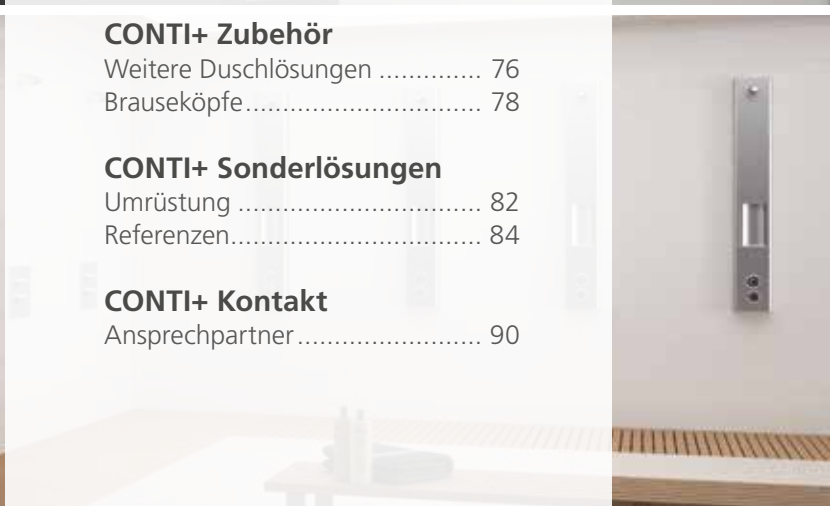 CONTI+ Zubehör
Weitere Duschlösungen .............. 76
Brauseköpfe................................ 78
CONTI+ Sonderlösungen
Umrüstung ................................. 82
Referenzen.................................. 84
CONTI+ Kontakt
Ansprechpartner......................... 90